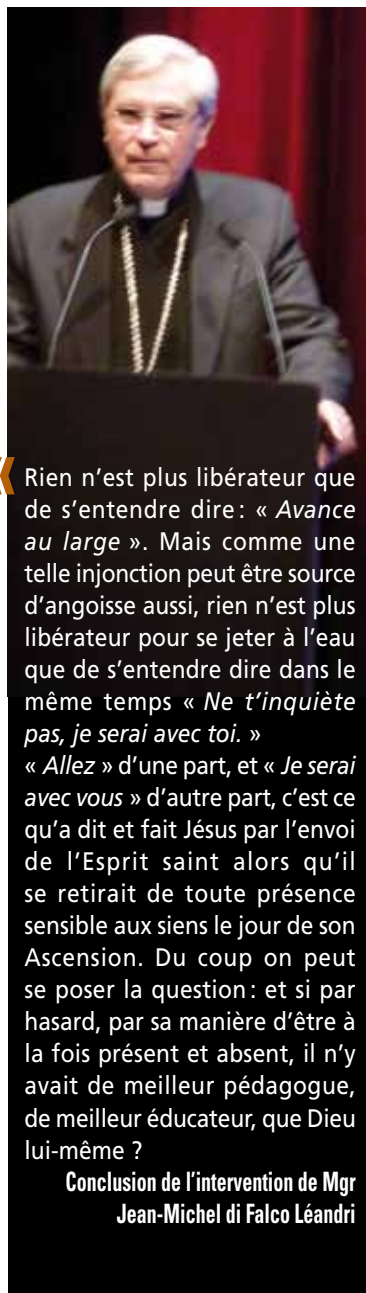 « Rien n’est plus libérateur que
de s’entendre dire : « Avance
au large ». Mais comme une
telle injonction peut être source
d’angoisse aussi, rien n’est plus
libérateur pour se jeter à l’eau
que de s’entendre dire dans le
même temps « Ne t’inquiète
pas, je serai avec toi. »
« Allez » d’une part, et « Je serai
avec vous » d’autre part, c’est ce
qu’a dit et fait Jésus par l’envoi
de l’Esprit saint alors qu’il
se retirait de toute présence
sensible aux siens le jour de son
Ascension. Du coup on peut
se poser la question : et si par
hasard, par sa manière d’être à
la fois présent et absent, il n’y
avait de meilleur pédagogue,
de meilleur éducateur, que Dieu
lui-même ?
Conclusion de l’intervention de Mgr
Jean-Michel di Falco Léandri